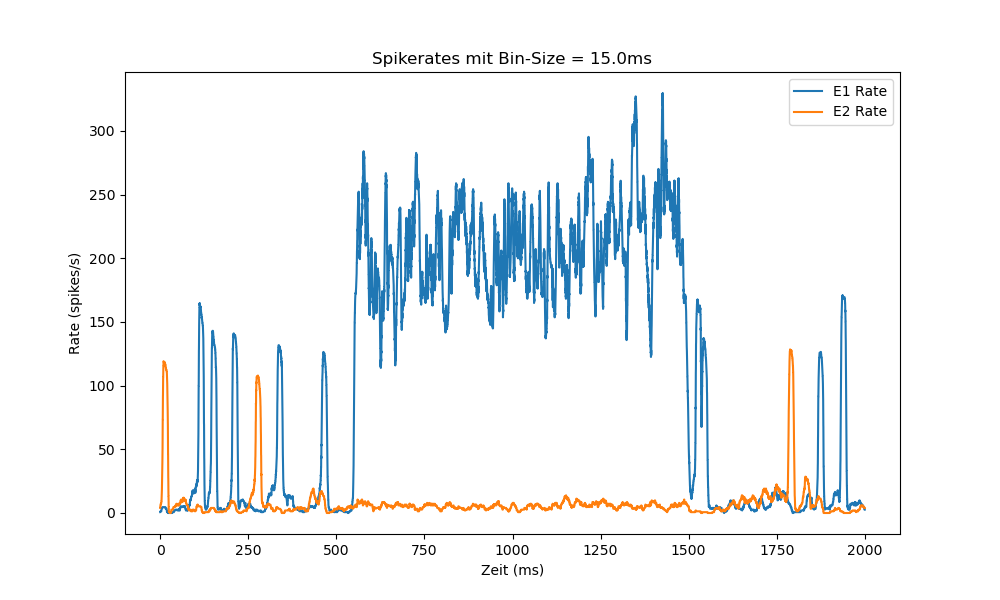 Spikerates mit Bin-Size = 15.0ms
E1 Rate
E2 Rate
Rate (spikes/s)
300
250
200
150
100
50
0
0 250 500 750 1000 1250 1500 1750 2000
Zeit (ms)